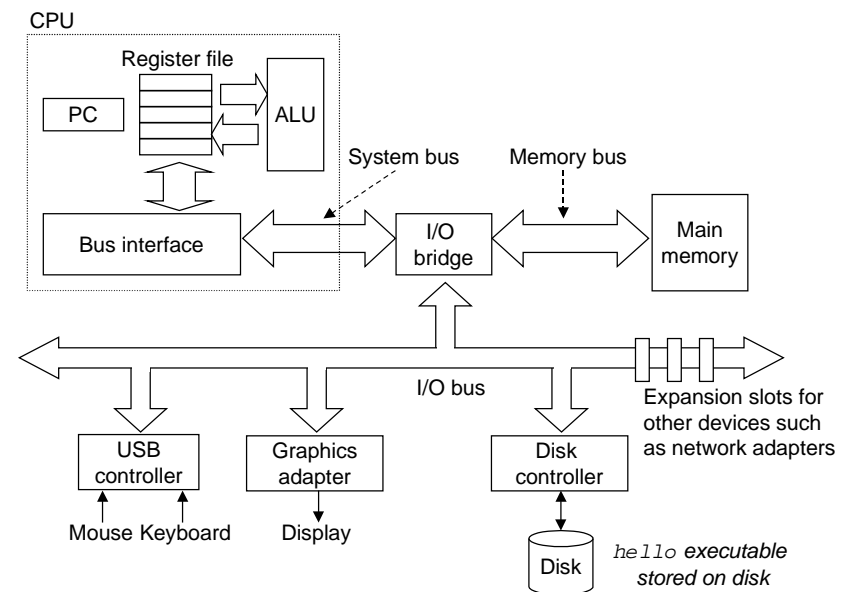 CPU
Register file
PC
ALU
System bus
Memory bus
Bus interface
I/O
bridge
Main
memory
I/O bus
Expansion slots for
other devices such
as network adapters
USB
controller
Graphics
adapter
Disk
controller
Mouse Keyboard
Display
Disk
hello executable
stored on disk